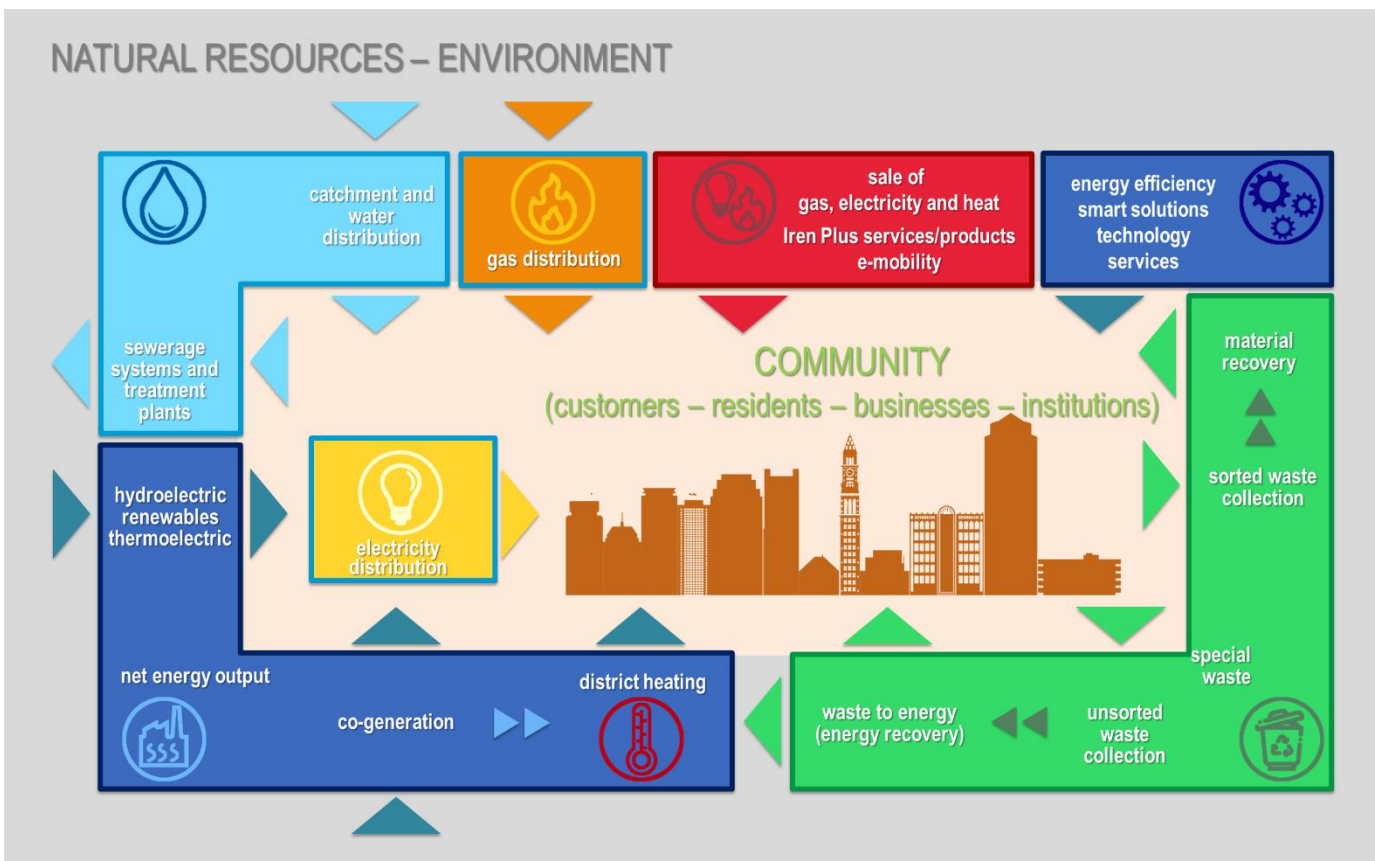 NATURAL RESOURCES – ENVIRONMENT
catchment and
water
distribution
gas distribution
sale of
gas, electricity and heat
Iren Plus services/products
e-mobility
energy efficiency
smart solutions
technology
services
sewerage
systems and
treatment
plants
COMMUNITY
(customers – residents – businesses – institutions)
material
recovery
sorted waste
collection
hydroelectric
renewables
thermoelectric
electricity
distribution
net energy output
co-generation
district heating
waste to energy
(energy recovery)
unsorted
waste
collection
special
waste